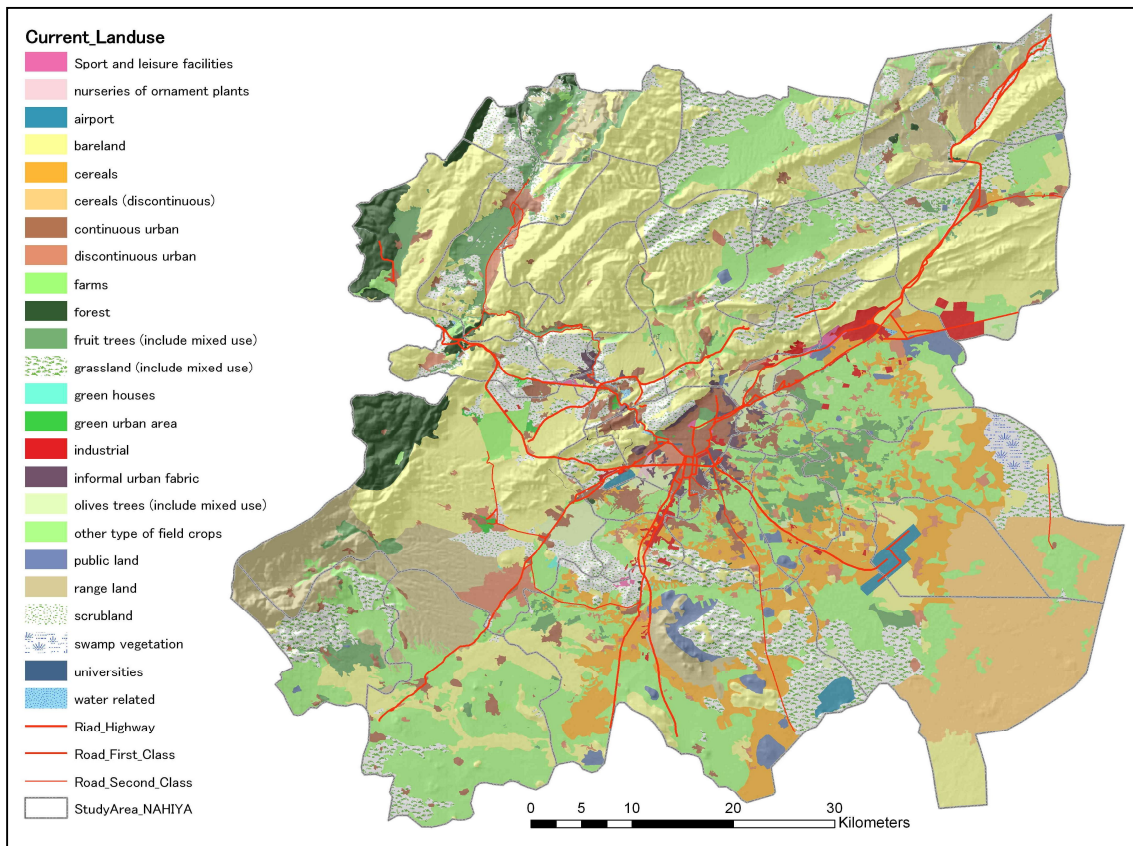 Current_Landuse
Sport and leisure facilities
nurseries of ornament plants
airport
bareland
cereals
cereals (discontinuous)
continuous urban
discontinuous urban
farms
forest
fruit trees (include mixed use)
grassland (include mixed use)
green houses
green urban area
industrial
informal urban fabric
olives trees (include mixed use)
other type of field crops
public land
range land
scrubland
swamp vegetation
universities
water related
Riad_Highway
Road_First_Class
Road_Second_Class
StudyArea_NAHIYA
0 5 10 20 30
Kilometers